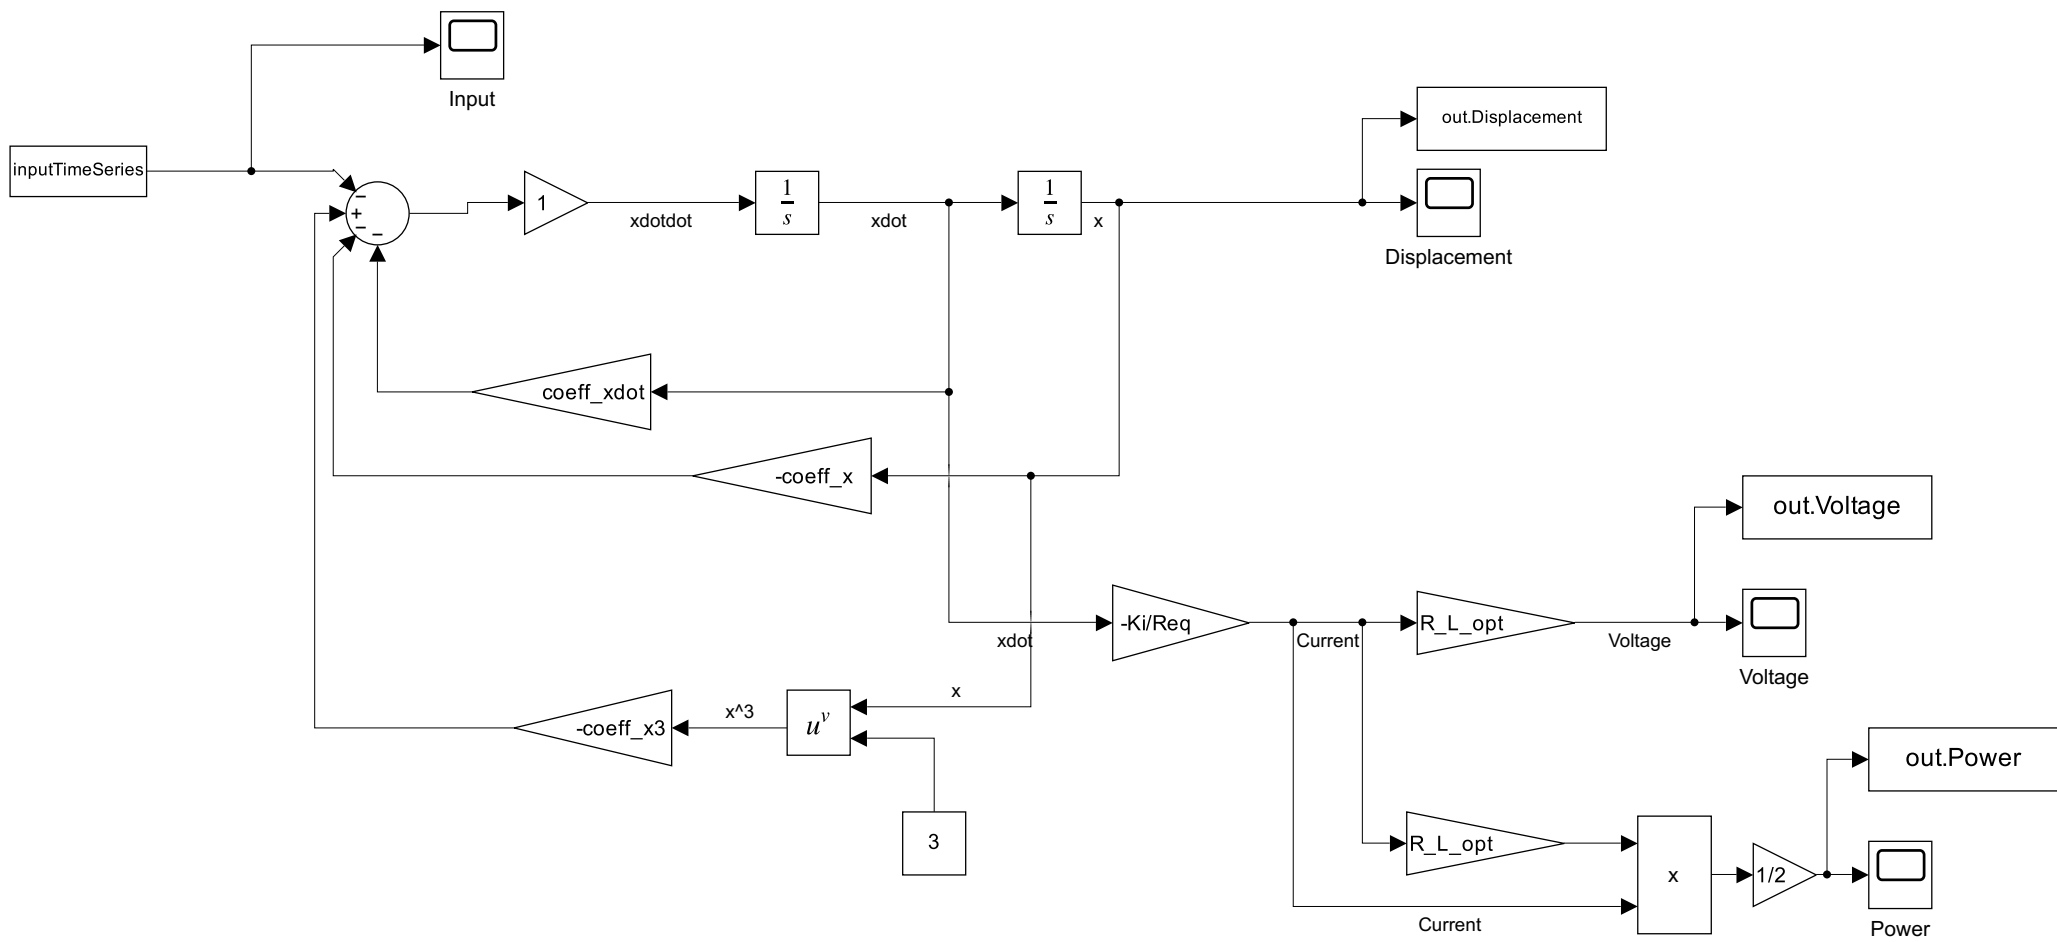 Input
out.Displacement
inputTimeSeries
−
+
−
−
1
xdotdot
1
s
xdot
1
s
x
Displacement
coeff_xdot
-coeff_x
out.Voltage
-Ki/Req
xdot
Current
R_L_opt
Voltage
Voltage
x
x^3
-coeff_x3
u^v
out.Power
3
R_L_opt
x
1/2
Current
Power